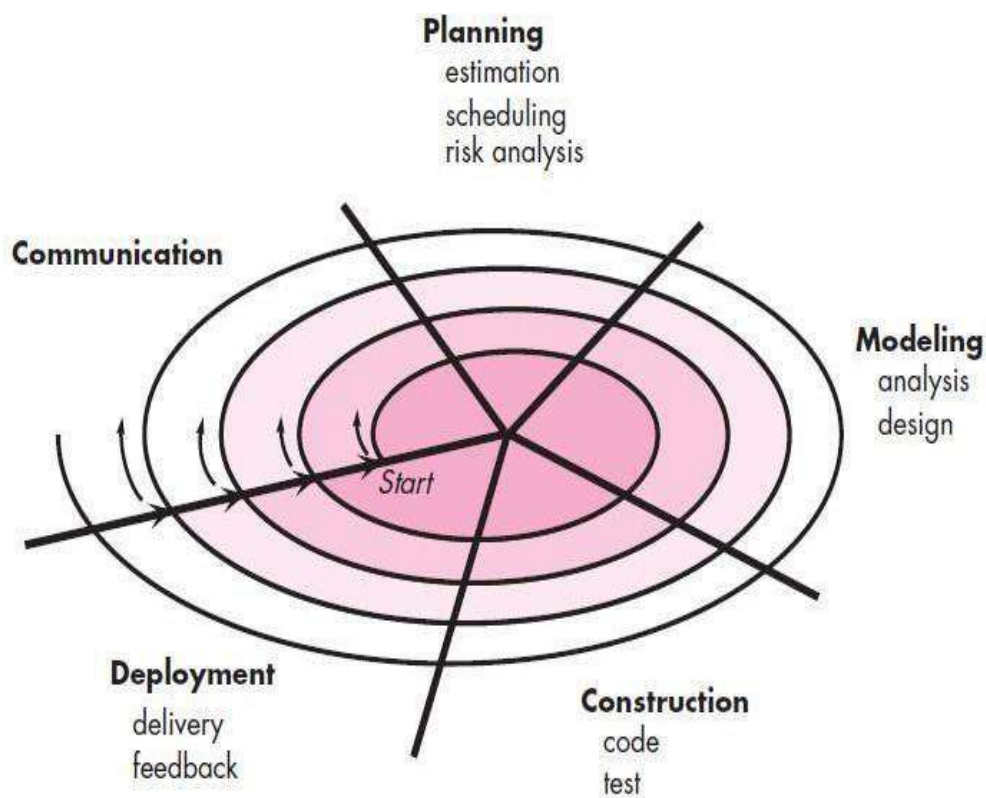 Planning
estimation
scheduling
risk analysis
Communication
Modeling
analysis
design
Start
Deployment
delivery
feedback
Construction
code
test